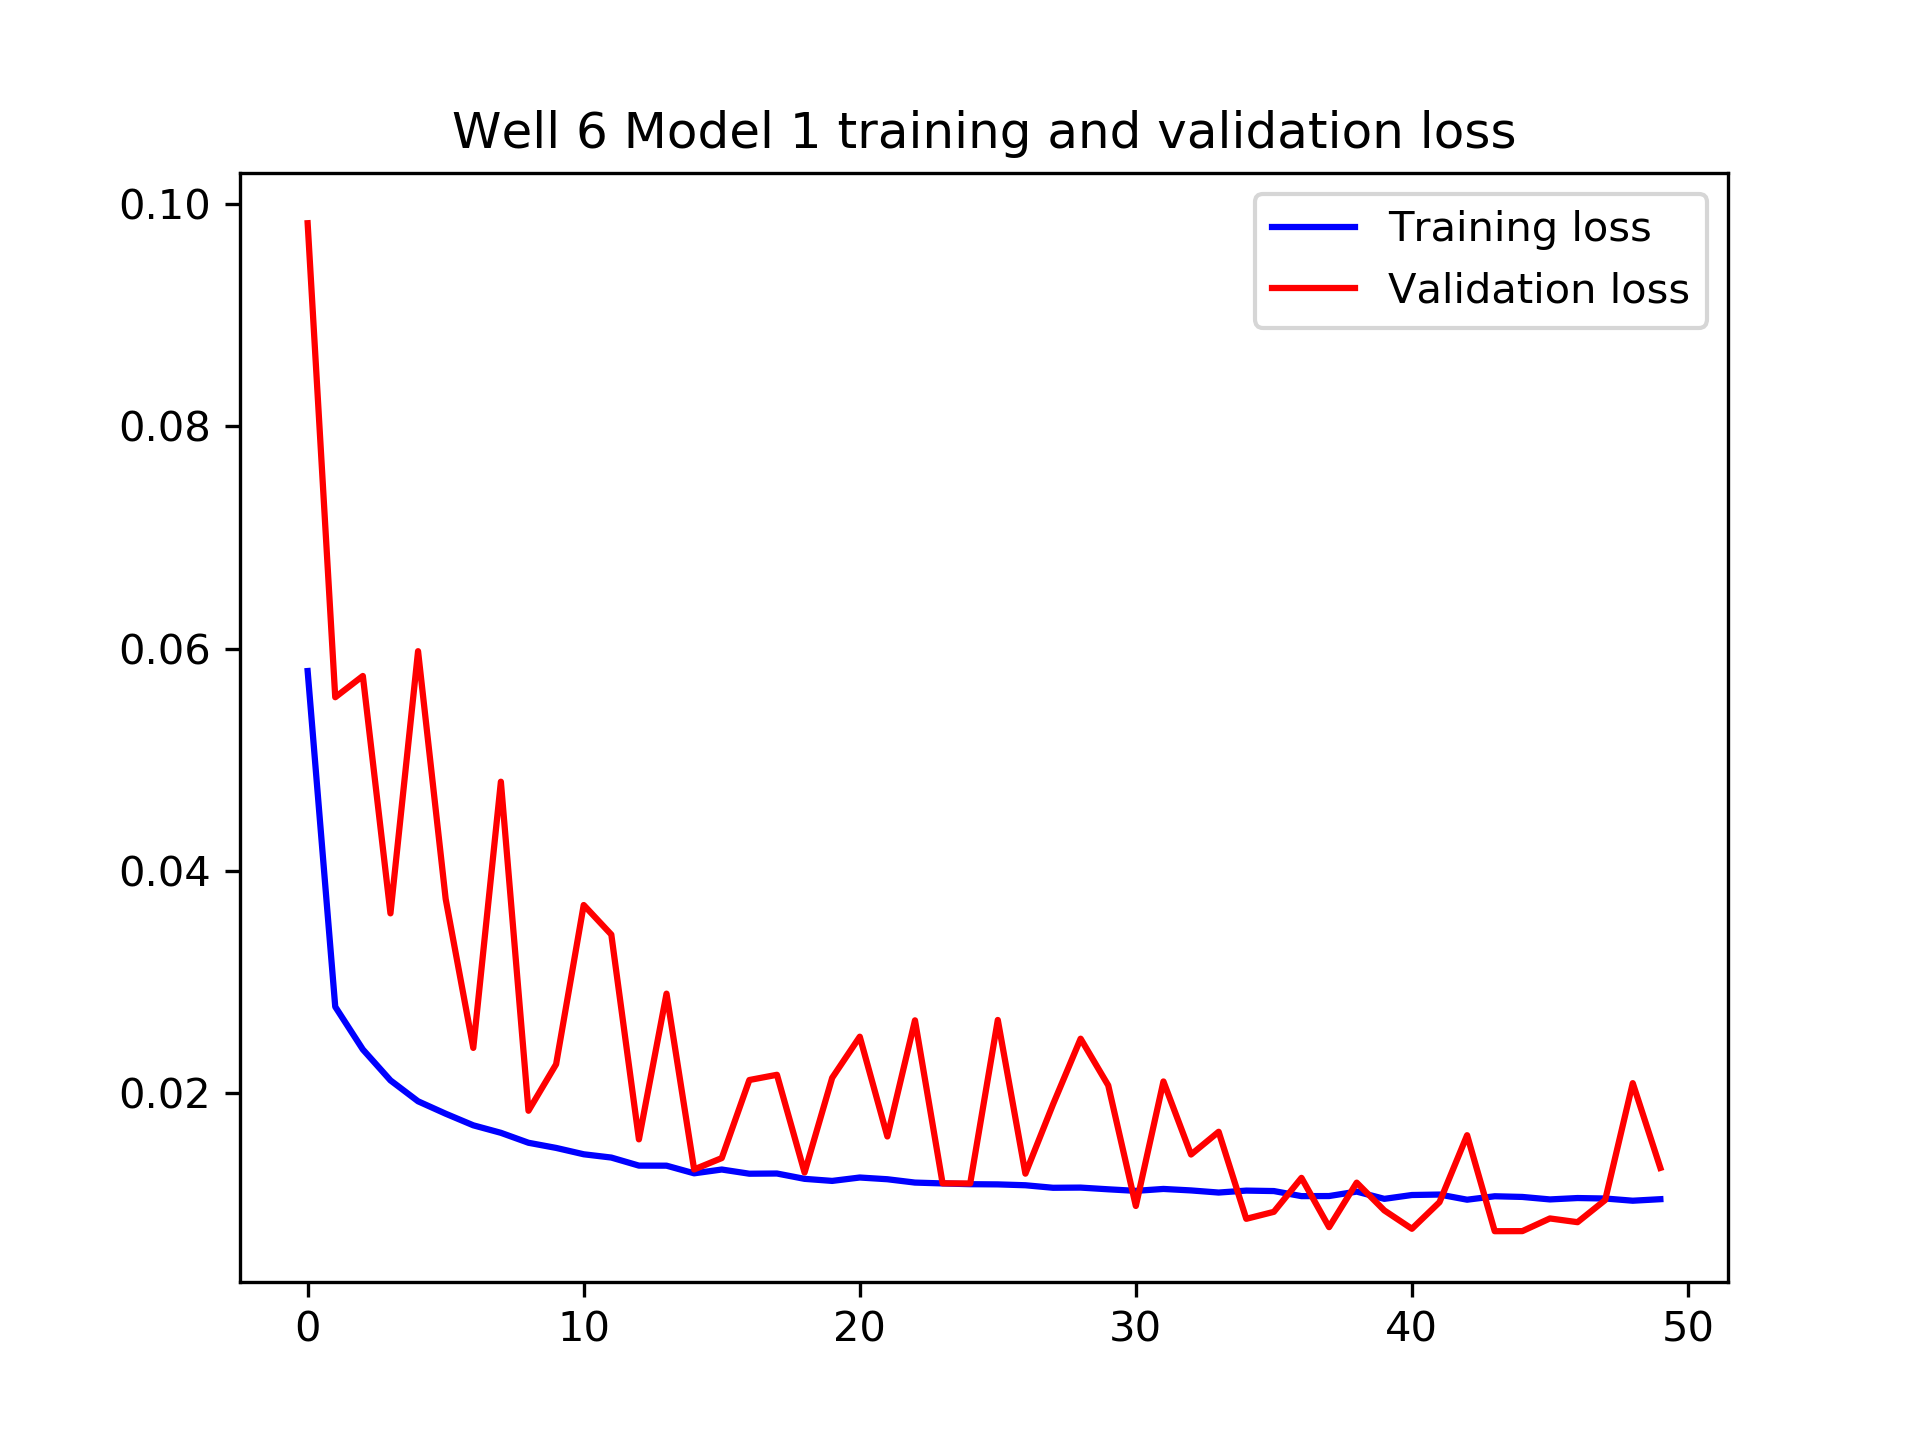 Well 6 Model 1 training and validation loss
Training loss
Validation loss
0.10
0.08
0.06
0.04
0.02
0 10 20 30 40 50